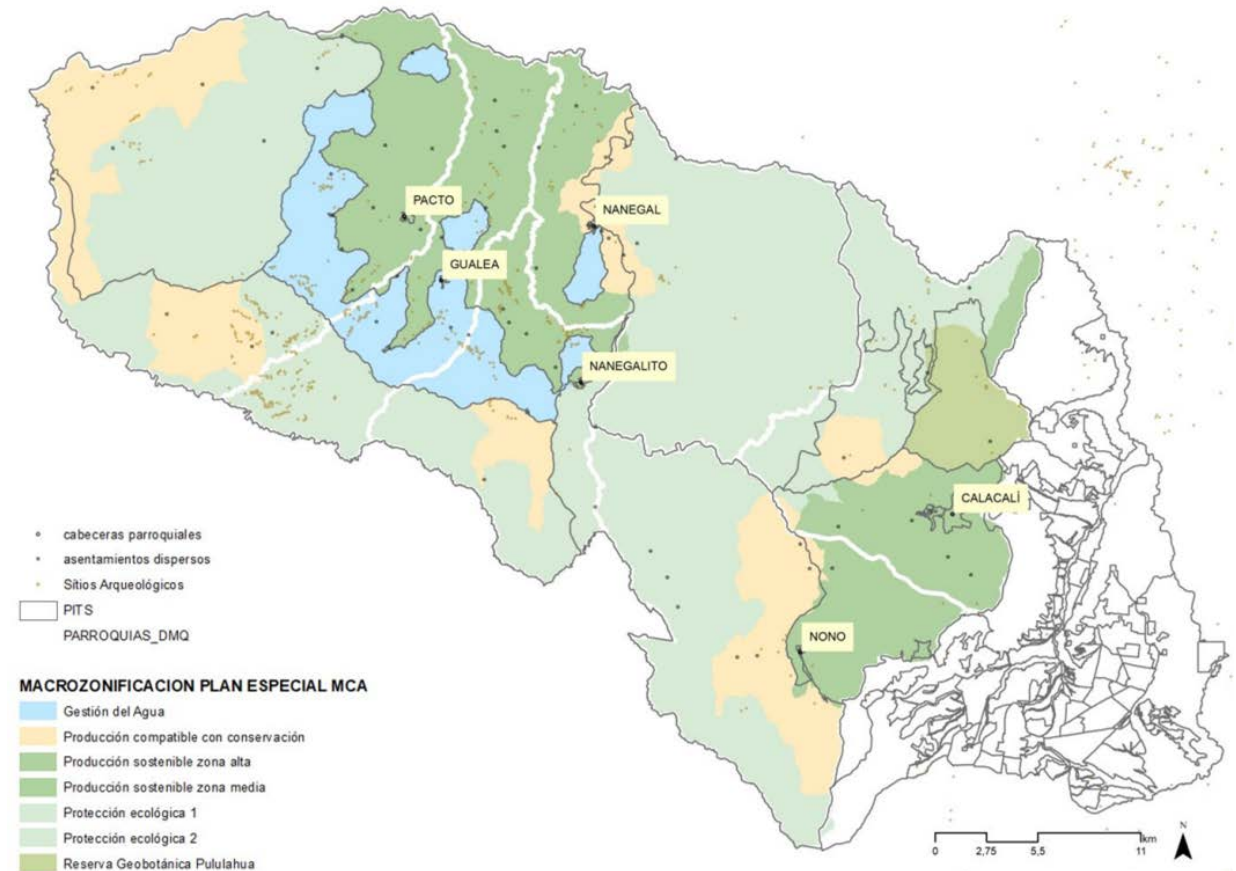 PACTO
NANEGAL
GUALEA
NANEGALITO
CALACALÍ
NONO
cabeceras parroquiales
asentamientos dispersos
Sítios Arqueológicos
PITS
PARROQUIAS_DMQ
MACROZONIFICACION PLAN ESPECIAL MCA
Gestión del Agua
Producción compatible con conservación
Producción sostenible zona alta
Producción sostenible zona media
Protección ecológica 1
Protección ecológica 2
Reserva Geobotánica Pululahua
km
0 2,75 5,5 11
N